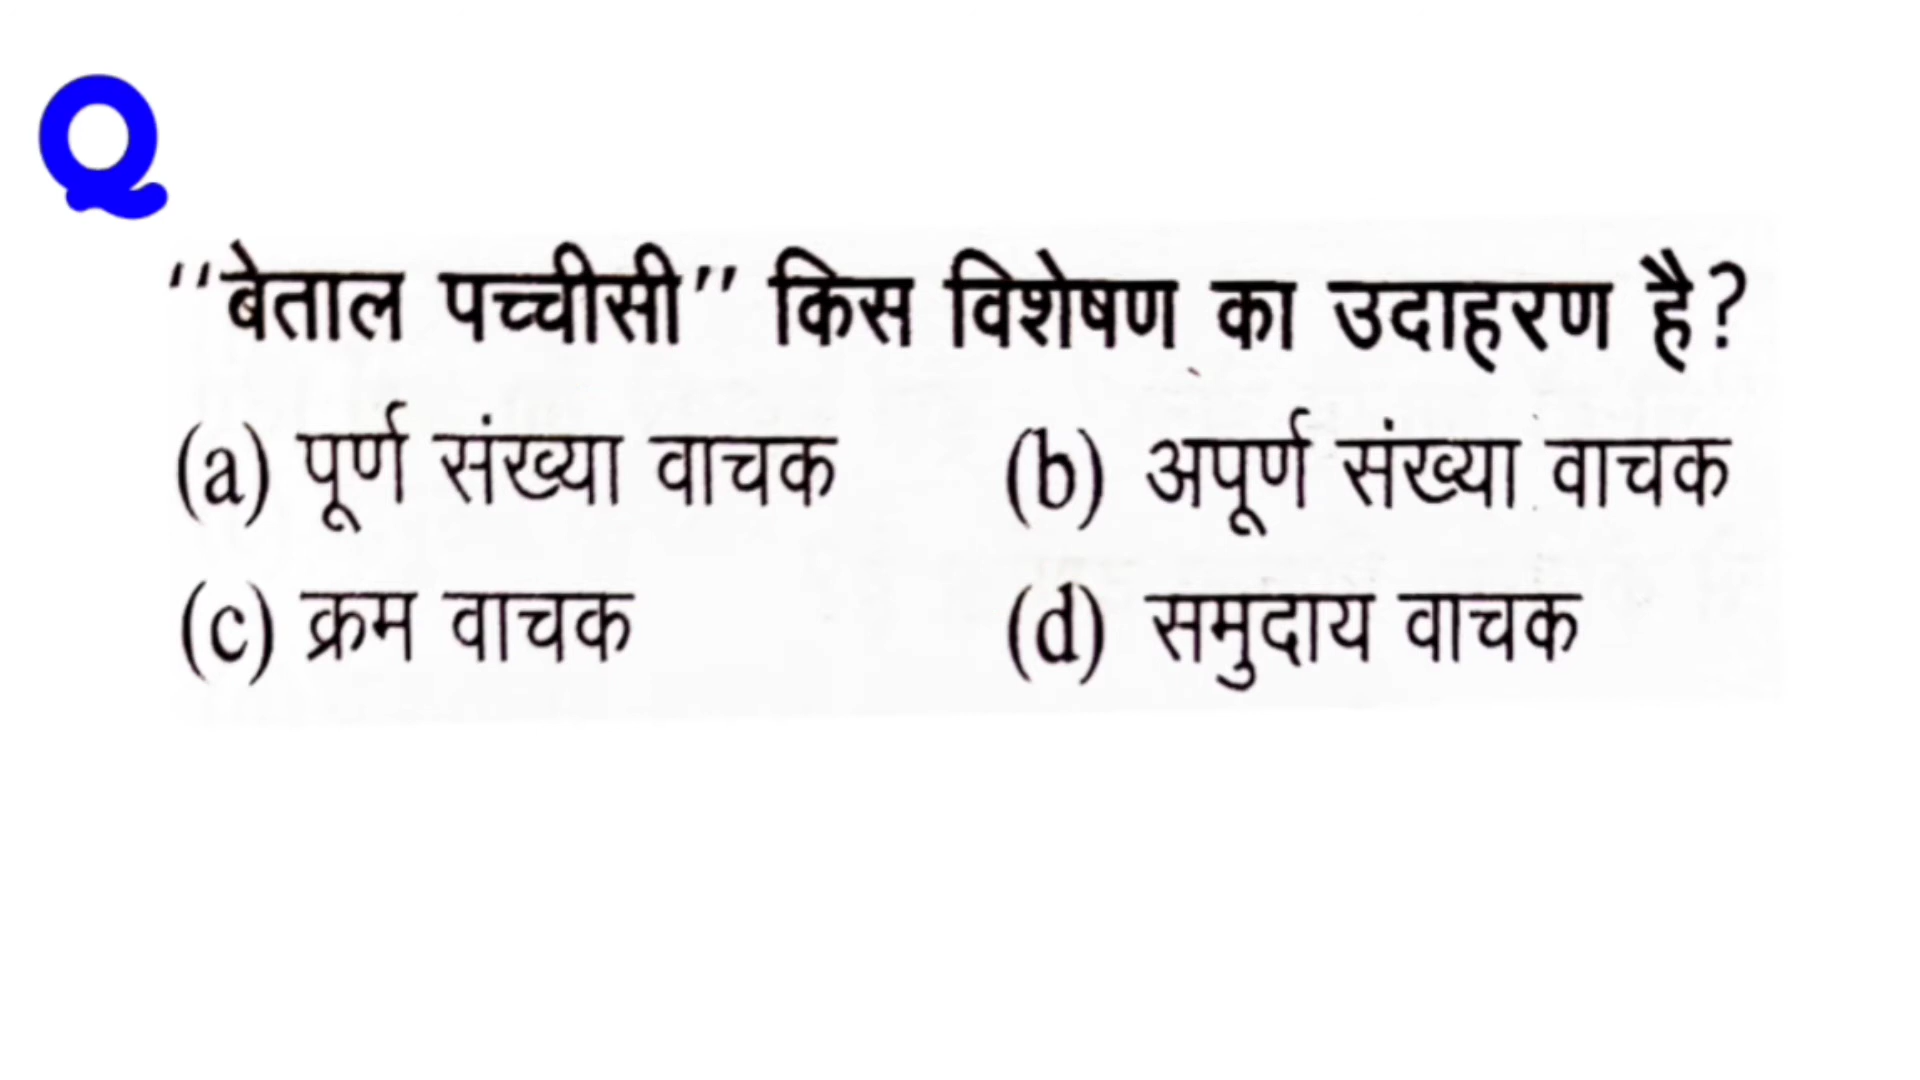 Q
"बेताल पच्चीसी" किस विशेषण का उदाहरण है?
(a) पूर्ण संख्या वाचक (b) अपूर्ण संख्या वाचक
(c) क्रम वाचक (d) समुदाय वाचक